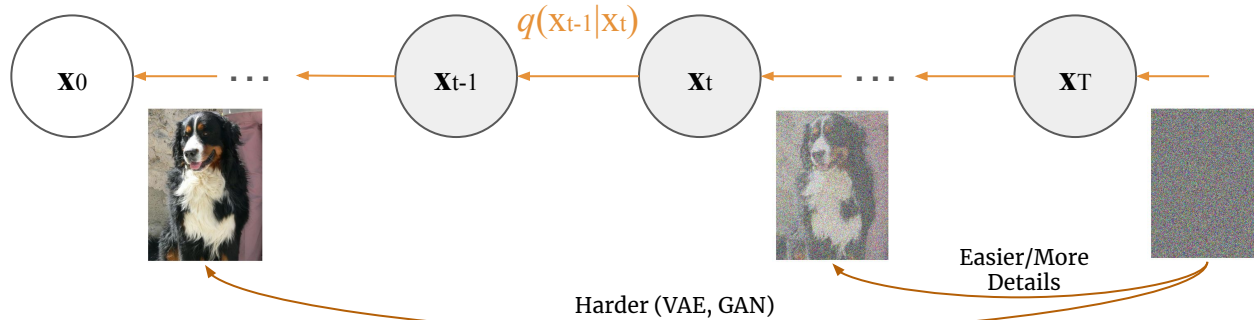 q(xt-1|xt)
x0 ... xt-1 xt ... xT
Easier/More
Details
Harder (VAE, GAN)